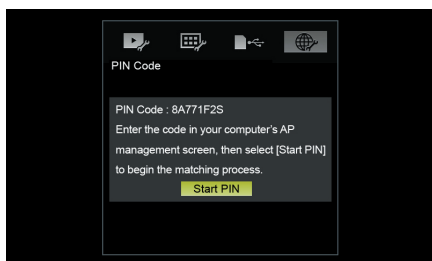 PIN Code
PIN Code : 8A771F2S
Enter the code in your computer's AP
management screen, then select [Start PIN]
to begin the matching process.
Start PIN